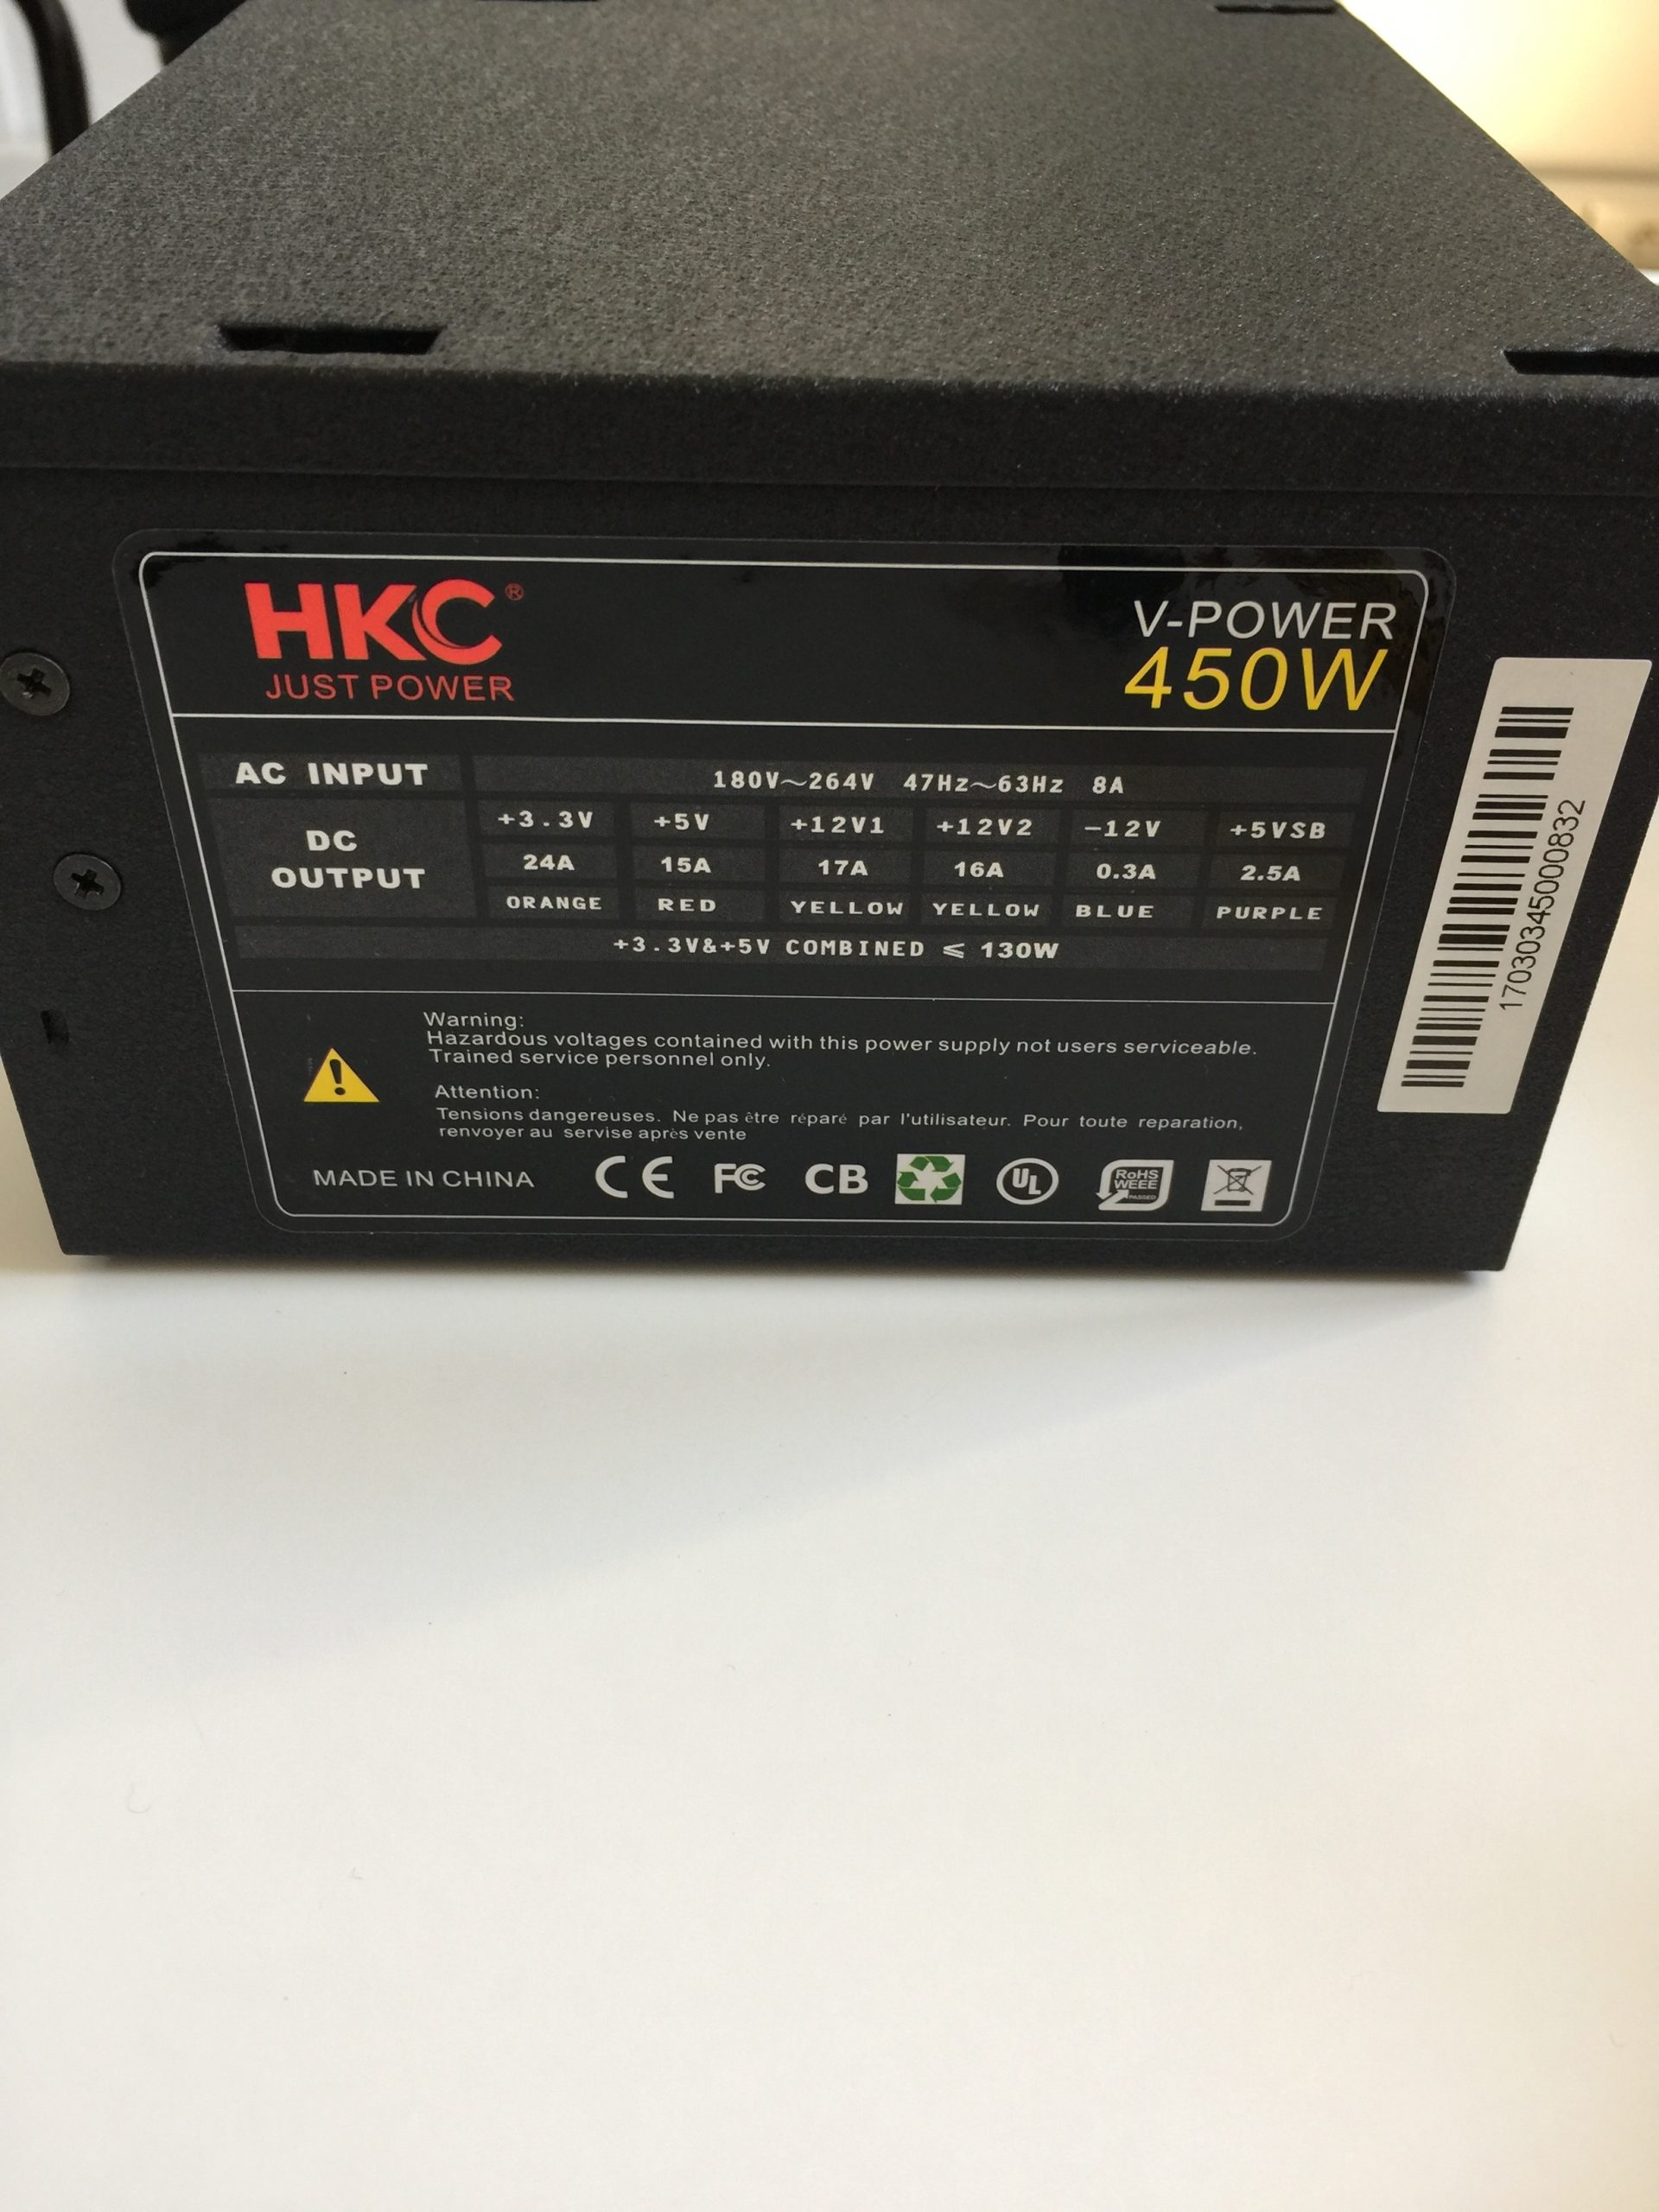 HKC®
JUST POWER
V-POWER
450W
AC INPUT 180V~264V 47Hz~63Hz 8A
DC OUTPUT
+3.3V +5V +12V1 +12V2 -12V +5VSB
24A 15A 17A 16A 0.3A 2.5A
ORANGE RED YELLOW YELLOW BLUE PURPLE
+3.3V&+5V COMBINED ⩽ 130W
Warning:
Hazardous voltages contained with this power supply not users serviceable.
Trained service personnel only.
Attention:
Tensions dangereuses. Ne pas être réparé par l'utilisateur. Pour toute reparation,
renvoyer au servise après vente
MADE IN CHINA CE FC CB UL RoHS
WEEE
PASSED
17030345000832